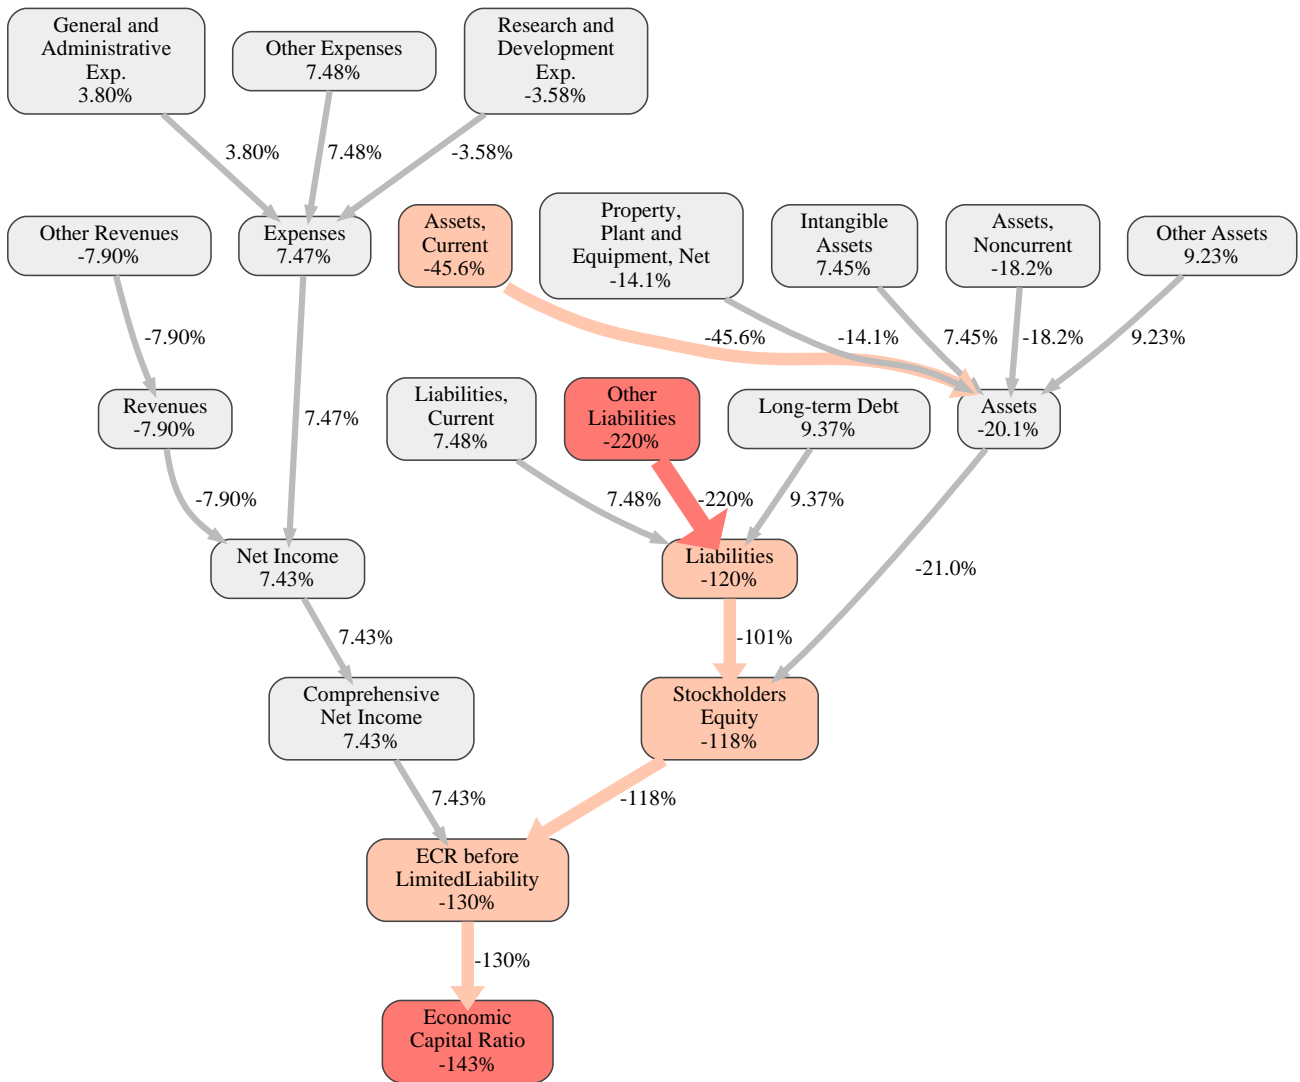 General and
Administrative
Exp.
3.80%
Other Expenses
7.48%
Research and
Development
Exp.
-3.58%
3.80%
7.48%
-3.58%
Other Revenues
-7.90%
Expenses
7.47%
Assets,
Current
-45.6%
Property,
Plant and
Equipment, Net
-14.1%
Intangible
Assets
7.45%
Assets,
Noncurrent
-18.2%
Other Assets
9.23%
-7.90%
-45.6%
-14.1%
7.45%
-18.2%
9.23%
Revenues
-7.90%
7.47%
Liabilities,
Current
7.48%
Other
Liabilities
-220%
Long-term Debt
9.37%
Assets
-20.1%
-7.90%
7.48%
-220%
9.37%
Net Income
7.43%
Liabilities
-120%
-21.0%
7.43%
-101%
Comprehensive
Net Income
7.43%
Stockholders
Equity
-118%
7.43%
-118%
ECR before
LimitedLiability
-130%
-130%
Economic
Capital Ratio
-143%